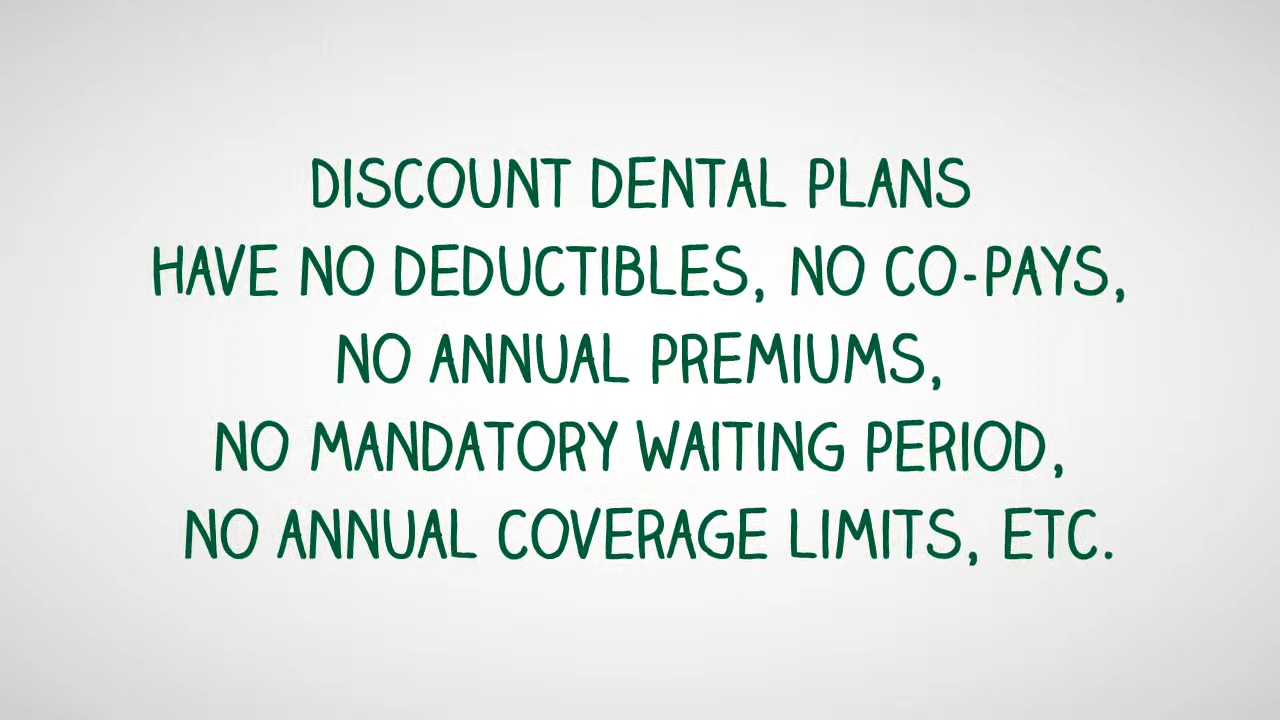 DISCOUNT DENTAL PLANS
HAVE NO DEDUCTIBLES, NO CO-PAYS,
NO ANNUAL PREMIUMS,
NO MANDATORY WAITING PERIOD,
NO ANNUAL COVERAGE LIMITS, ETC.